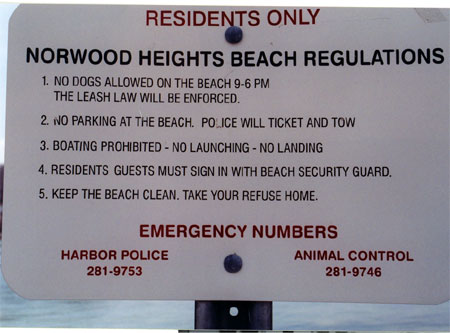 RESIDENTS ONLY
NORWOOD HEIGHTS BEACH REGULATIONS
1. NO DOGS ALLOWED ON THE BEACH 9-6 PM
THE LEASH LAW WILL BE ENFORCED.
2. NO PARKING AT THE BEACH. POLICE WILL TICKET AND TOW
3. BOATING PROHIBITED - NO LAUNCHING - NO LANDING
4. RESIDENTS GUESTS MUST SIGN IN WITH BEACH SECURITY GUARD.
5. KEEP THE BEACH CLEAN. TAKE YOUR REFUSE HOME.
EMERGENCY NUMBERS
HARBOR POLICE ANIMAL CONTROL
281-9753 281-9746